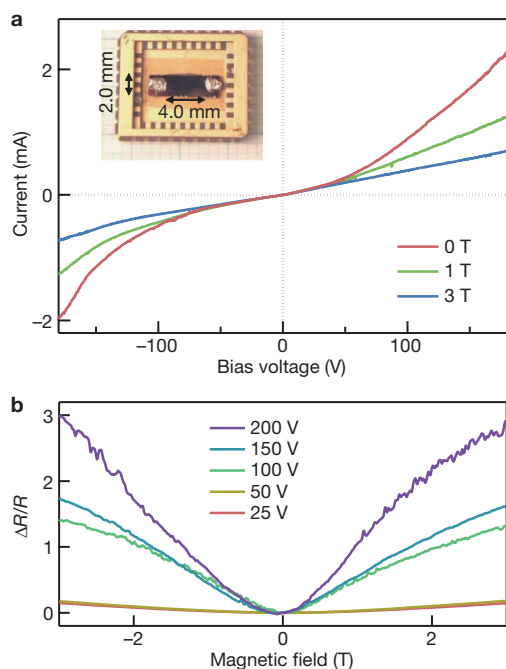 a
2
0
−2
Current (mA)
2.0 mm
4.0 mm
0 T
1 T
3 T
−100
0
100
Bias voltage (V)
b
3
2
1
0
ΔR/R
200 V
150 V
100 V
50 V
25 V
−2
0
2
Magnetic field (T)